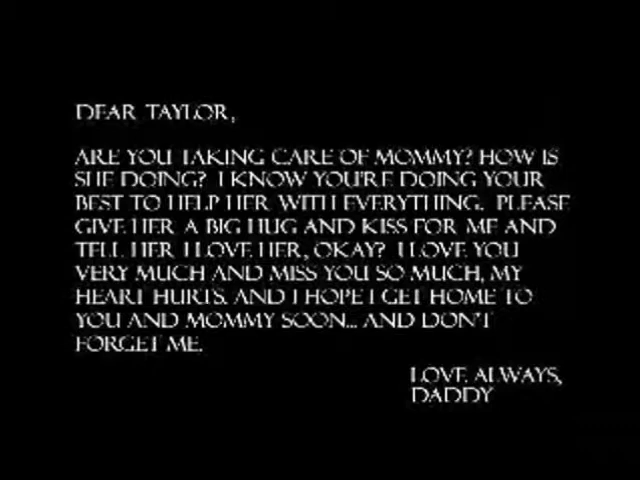 DEAR TAYLOR,
ARE YOU TAKING CARE OF MOMMY? HOW IS
SHE DOING? I KNOW YOU'RE DOING YOUR
BEST TO HELP HER WITH EVERYTHING. PLEASE
GIVE HER A BIG HUG AND KISS FOR ME AND
TELL HER I LOVE HER, OKAY? I LOVE YOU
VERY MUCH AND MISS YOU SO MUCH, MY
HEART HURTS. AND I HOPE I GET HOME TO
YOU AND MOMMY SOON... AND DON'T
FORGET ME.
LOVE ALWAYS,
DADDY